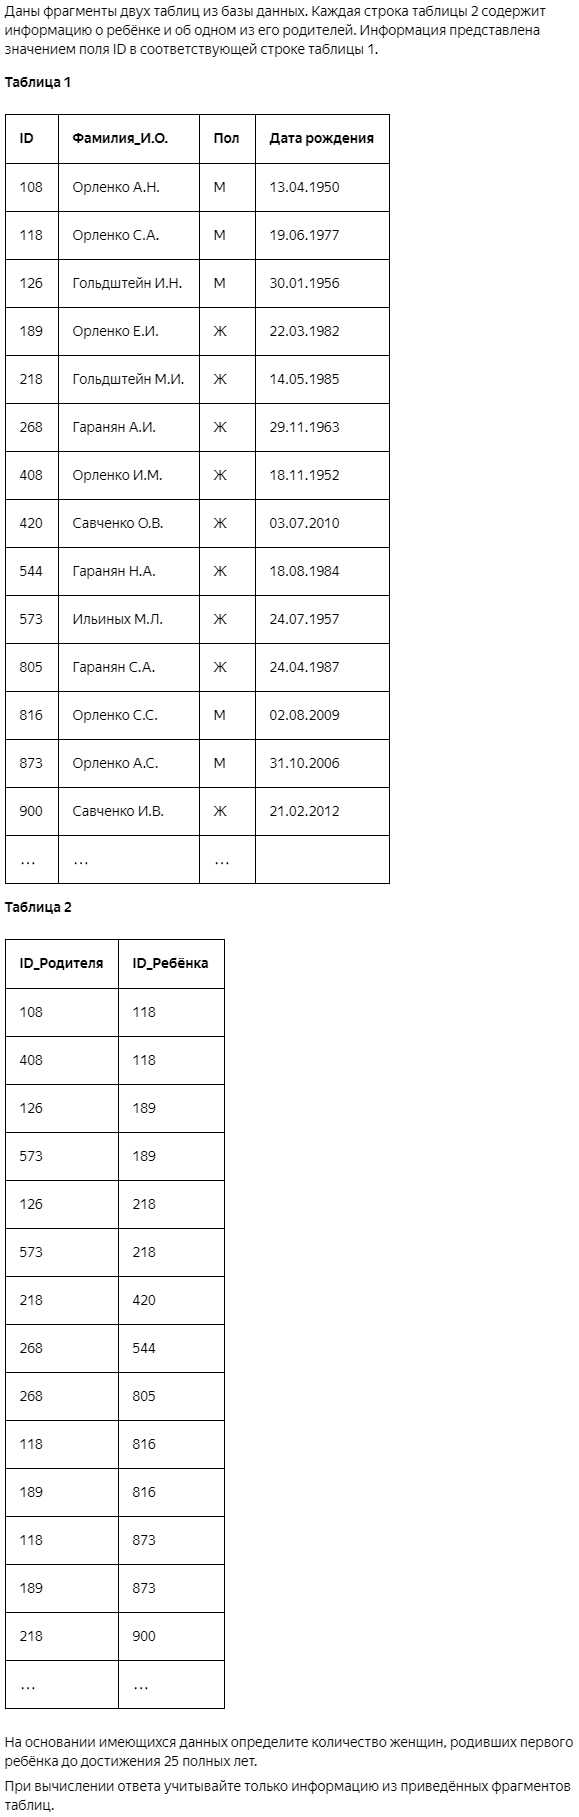 Даны фрагменты двух таблиц из базы данных. Каждая строка таблицы 2 содержит
информацию о ребёнке и об одном из его родителей. Информация представлена
значением поля ID в соответствующей строке таблицы 1.
Таблица 1
ID Фамилия_И.О. Пол Дата рождения
108 Орленко А.Н. М 13.04.1950
118 Орленко С.А. М 19.06.1977
126 Гольдштейн И.Н. М 30.01.1956
189 Орленко Е.И. Ж 22.03.1982
218 Гольдштейн М.И. Ж 14.05.1985
268 Гаранян А.И. Ж 29.11.1963
408 Орленко И.М. Ж 18.11.1952
420 Савченко О.В. Ж 03.07.2010
544 Гаранян Н.А. Ж 18.08.1984
573 Ильиных М.Л. Ж 24.07.1957
805 Гаранян С.А. Ж 24.04.1987
816 Орленко С.С. М 02.08.2009
873 Орленко А.С. М 31.10.2006
900 Савченко И.В. Ж 21.02.2012
... ... ...
Таблица 2
ID_Родителя ID_Ребёнка
108 118
408 118
126 189
573 189
126 218
573 218
218 420
268 544
268 805
118 816
189 816
118 873
189 873
218 900
... ...
На основании имеющихся данных определите количество женщин, родивших первого
ребёнка до достижения 25 полных лет.
При вычислении ответа учитывайте только информацию из приведённых фрагментов
таблиц.